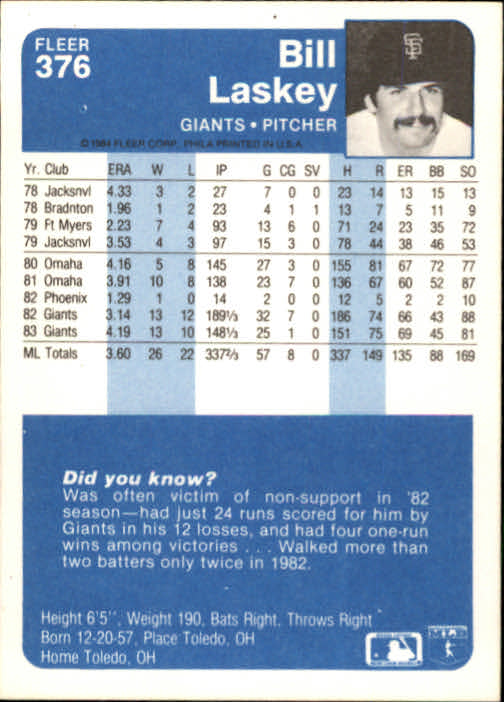 FLEER
376
Bill
Laskey
GIANTS • PITCHER
© 1984 FLEER CORP. PHILA PRINTED IN U.S.A.
Yr. Club ERA W L IP G CG SV H R ER BB SO
78 Jacksnvl 4.33 3 2 27 7 0 0 23 14 13 15 13
78 Bradnton 1.96 1 2 23 4 1 1 13 7 5 11 9
79 Ft Myers 2.23 7 4 93 13 6 0 71 24 23 35 72
79 Jacksnvl 3.53 4 3 97 15 3 0 78 44 38 46 53
80 Omaha 4.16 5 8 145 27 3 0 155 81 67 72 77
81 Omaha 3.91 10 8 138 23 7 0 136 67 60 52 87
82 Phoenix 1.29 1 0 14 2 0 0 12 5 2 2 10
82 Giants 3.14 13 12 189⅓ 32 7 0 186 74 66 43 88
83 Giants 4.19 13 10 148⅓ 25 1 0 151 75 69 45 81
ML Totals 3.60 26 22 337⅔ 57 8 0 337 149 135 88 169
Did you know?
Was often victim of non-support in '82
season—had just 24 runs scored for him by
Giants in his 12 losses, and had four one-run
wins among victories . . . Walked more than
two batters only twice in 1982.
Height 6'5", Weight 190, Bats Right, Throws Right
Born 12-20-57, Place Toledo, OH
Home Toledo, OH